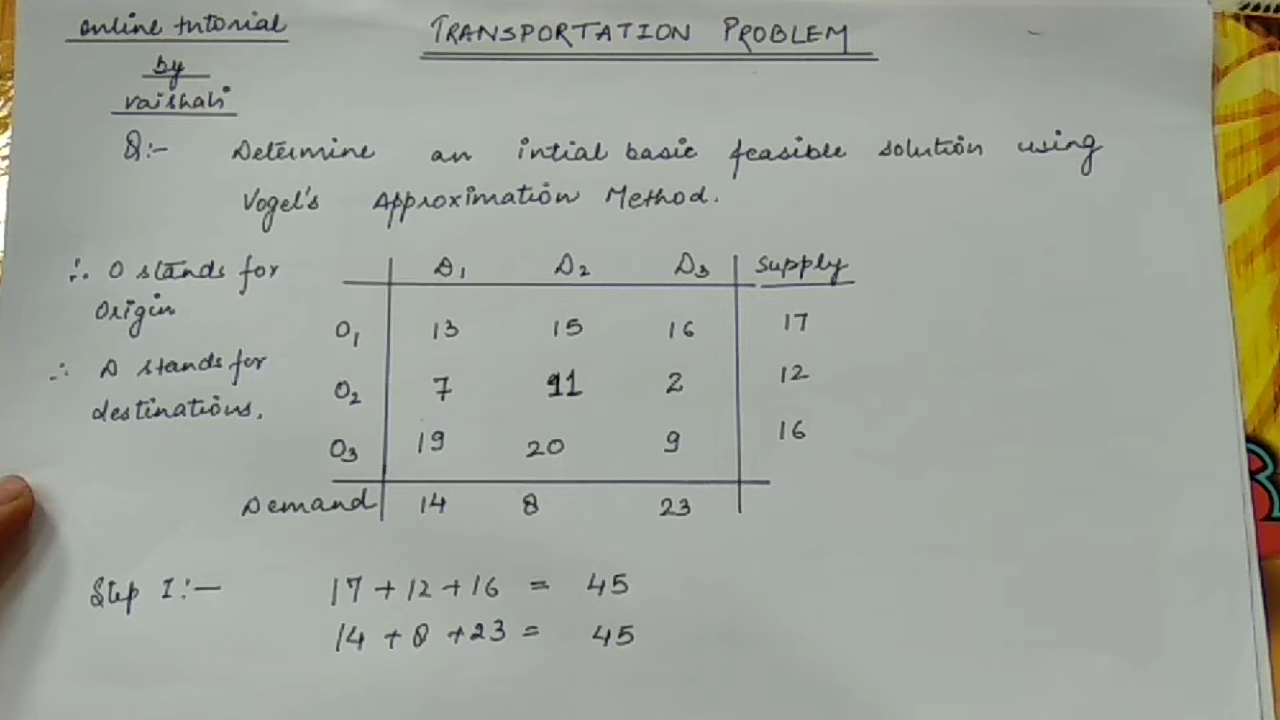 online tutorial
by
vaishali
TRANSPORTATION PROBLEM
Q:- Determine an intial basic feasible solution using
Vogel's Approximation Method.
∴ O stands for
origin
∴ D stands for
destinations.
D1 D2 D3 supply
O1 13 15 16 17
O2 7 11 2 12
O3 19 20 9 16
Demand 14 8 23
Step I:- 17 + 12 + 16 = 45
14 + 8 + 23 = 45